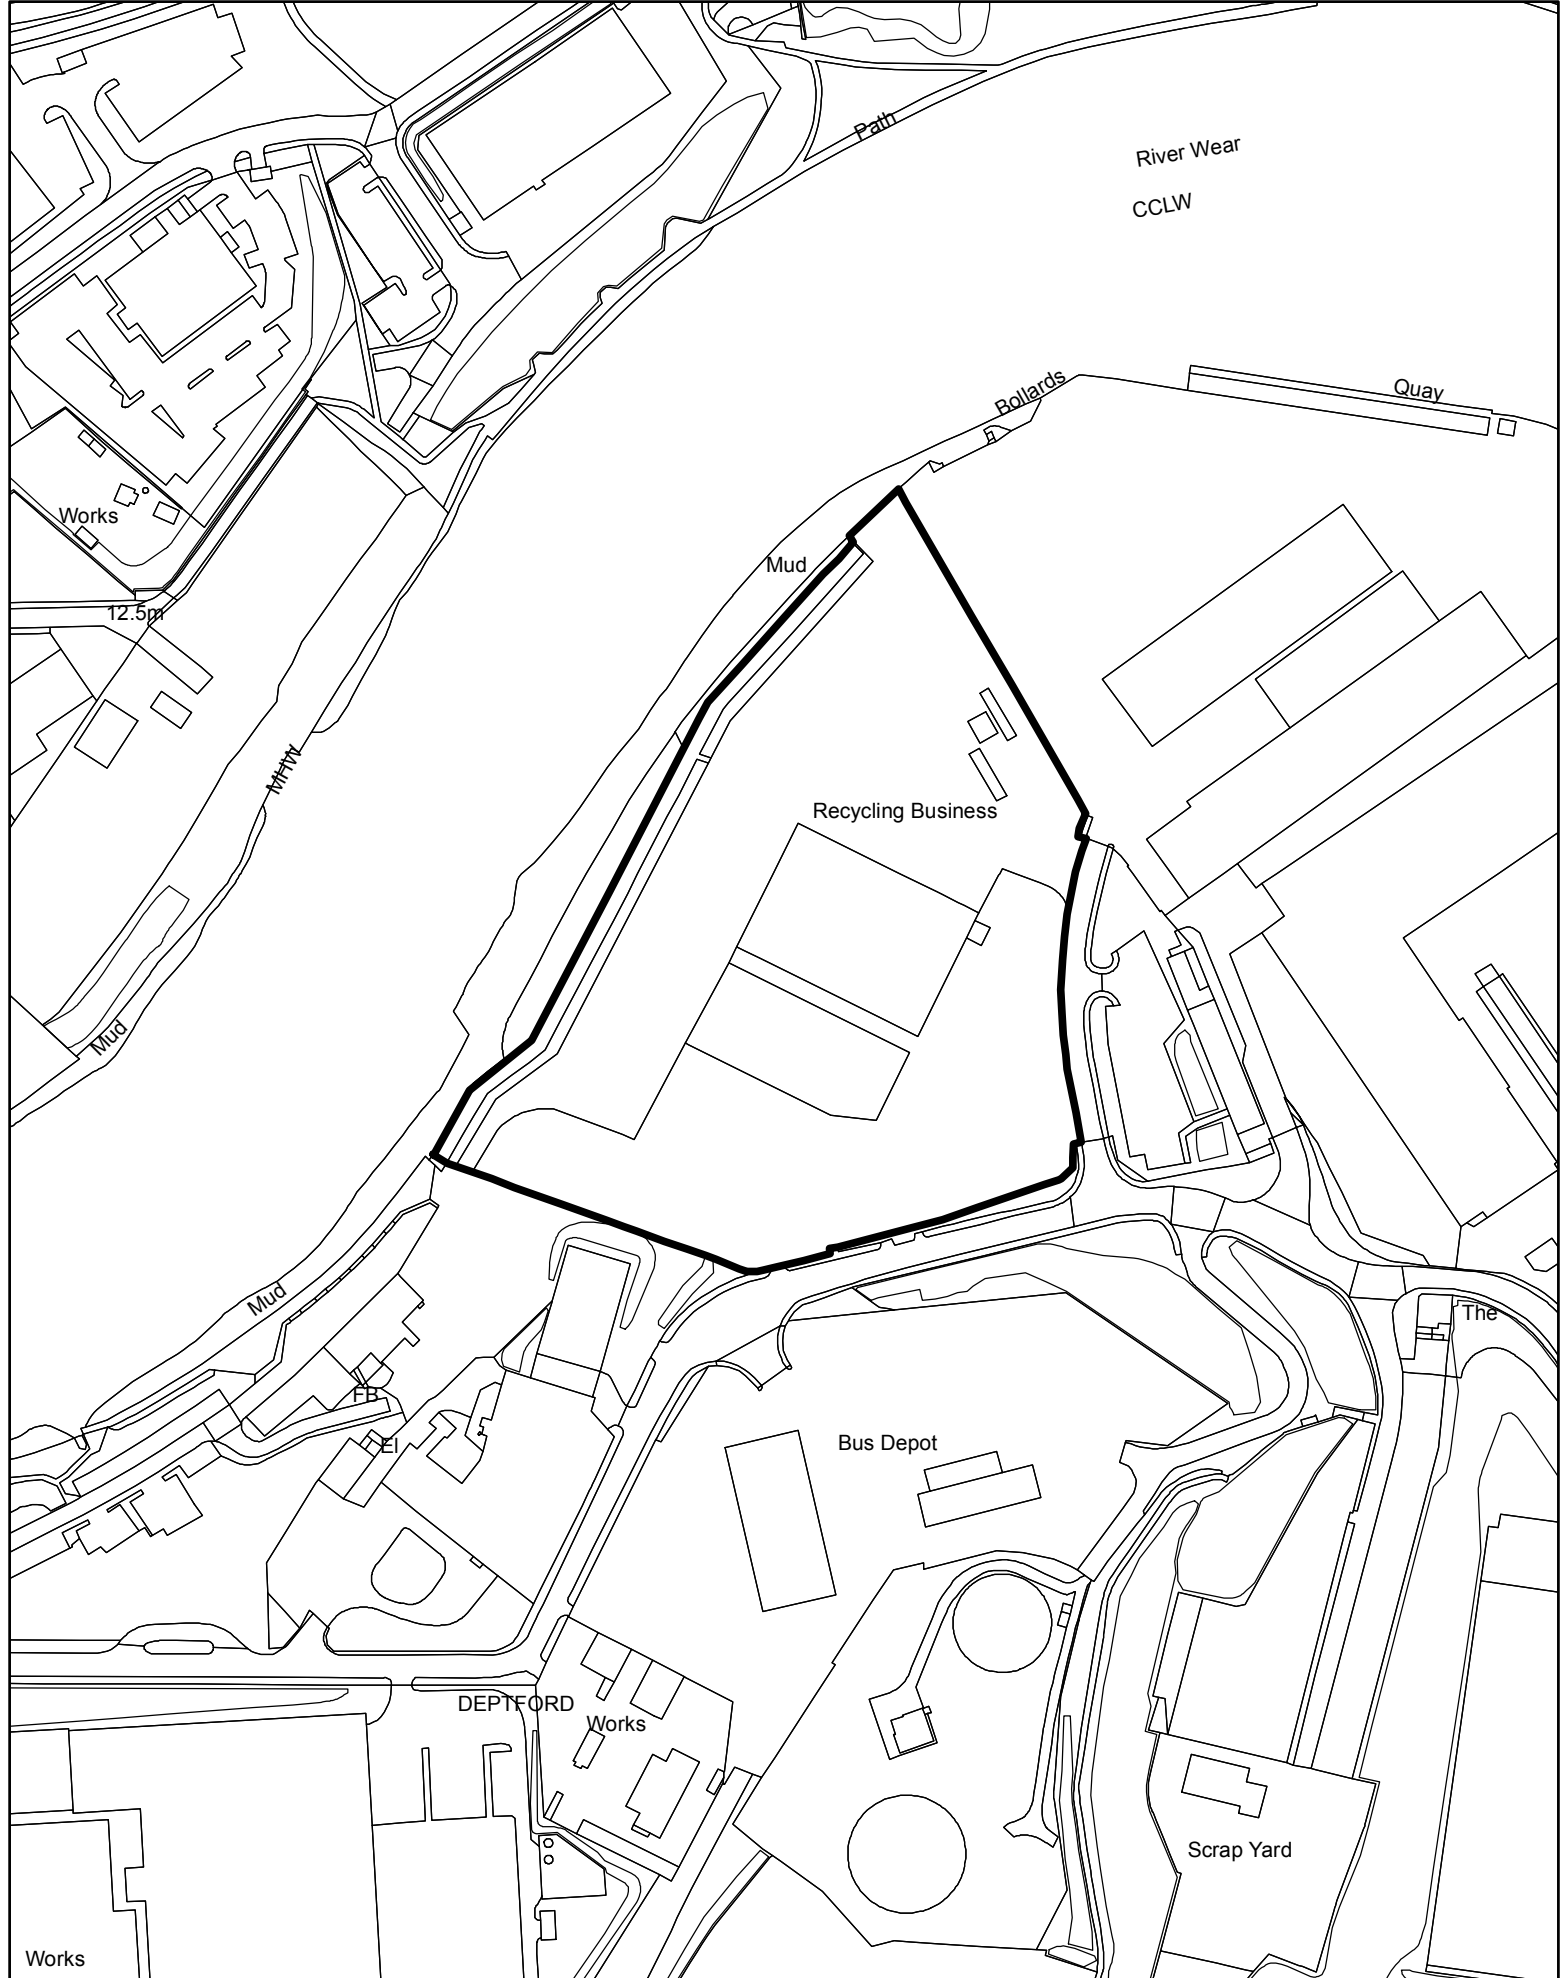 Path
River Wear
CCLW
Bollards
Quay
Works
Mud
12.5m
MHW
Recycling Business
Mud
Mud
The
FB
El
Bus Depot
DEPTFORD
Works
Scrap Yard
Works